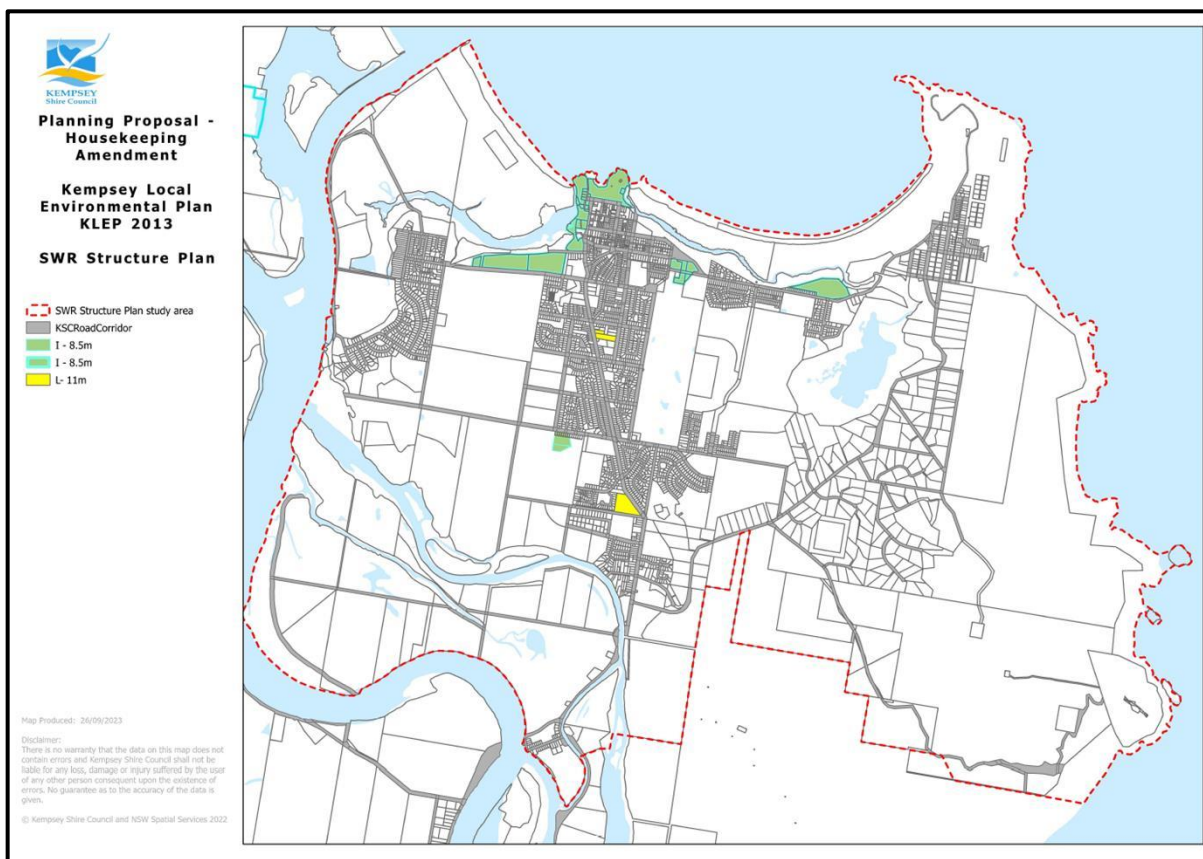 KEMPSEY
Shire Council
Planning Proposal -
Housekeeping
Amendment
Kempsey Local
Environmental Plan
KLEP 2013
SWR Structure Plan
SWR Structure Plan study area
KSCRoadCorridor
I - 8.5m
I - 8.5m
L- 11m
Map Produced: 26/09/2023
Disclaimer:
There is no warranty that the data on this map does not
contain errors and Kempsey Shire Council shall not be
liable for any loss, damage or injury suffered by the user
of any other person consequent upon the existence of
errors. No guarantee as to the accuracy of the data is
given.
© Kempsey Shire Council and NSW Spatial Services 2022